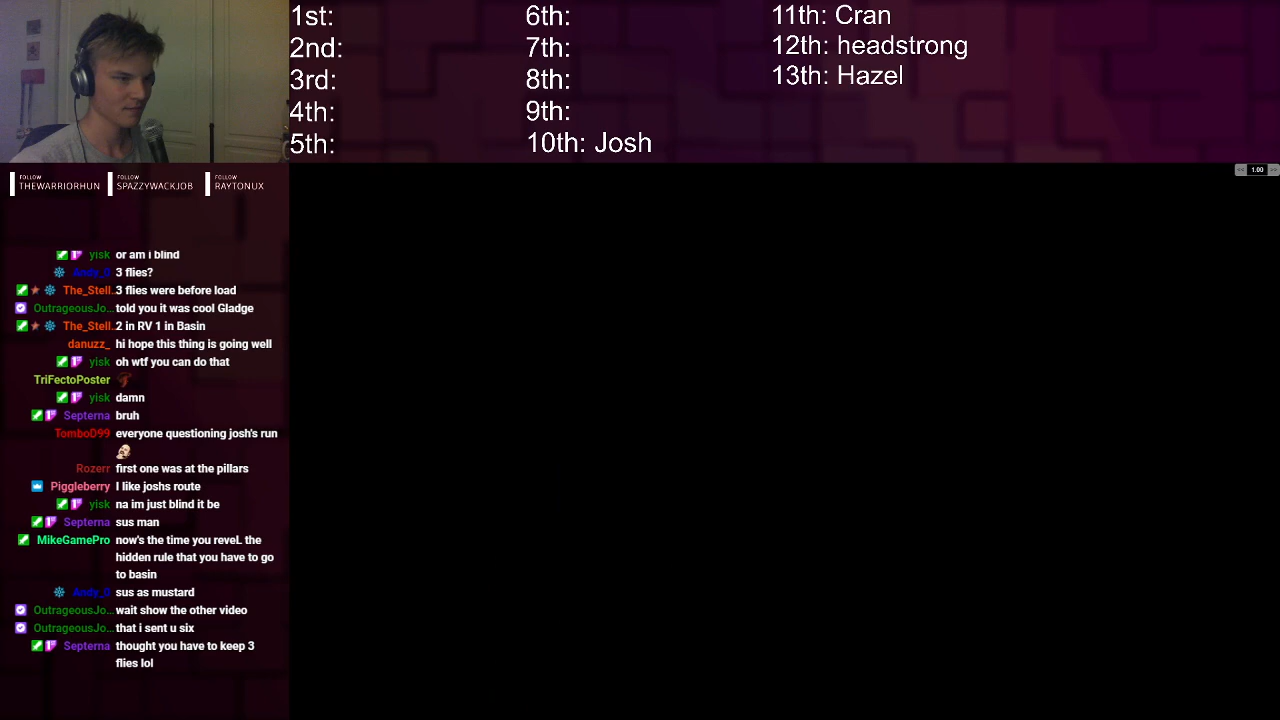 1st:
2nd:
3rd:
4th:
5th:
6th:
7th:
8th:
9th:
10th: Josh
11th: Cran
12th: headstrong
13th: Hazel
<< 1.00 >>
FOLLOW
THEWARRIORHUN
FOLLOW
SPAZZYWACKJOB
FOLLOW
RAYTONUX
yisk or am i blind
Andy_0 3 flies?
The_Stell.. 3 flies were before load
OutrageousJo... told you it was cool Gladge
The_Stell.. 2 in RV 1 in Basin
danuzz_ hi hope this thing is going well
yisk oh wtf you can do that
TriFectoPoster
yisk damn
Septerna bruh
TomboD99 everyone questioning josh's run
Rozerr first one was at the pillars
Piggleberry I like joshs route
yisk na im just blind it be
Septerna sus man
MikeGamePro now's the time you reveL the
hidden rule that you have to go
to basin
Andy_0 sus as mustard
OutrageousJo... wait show the other video
OutrageousJo... that i sent u six
Septerna thought you have to keep 3
flies lol